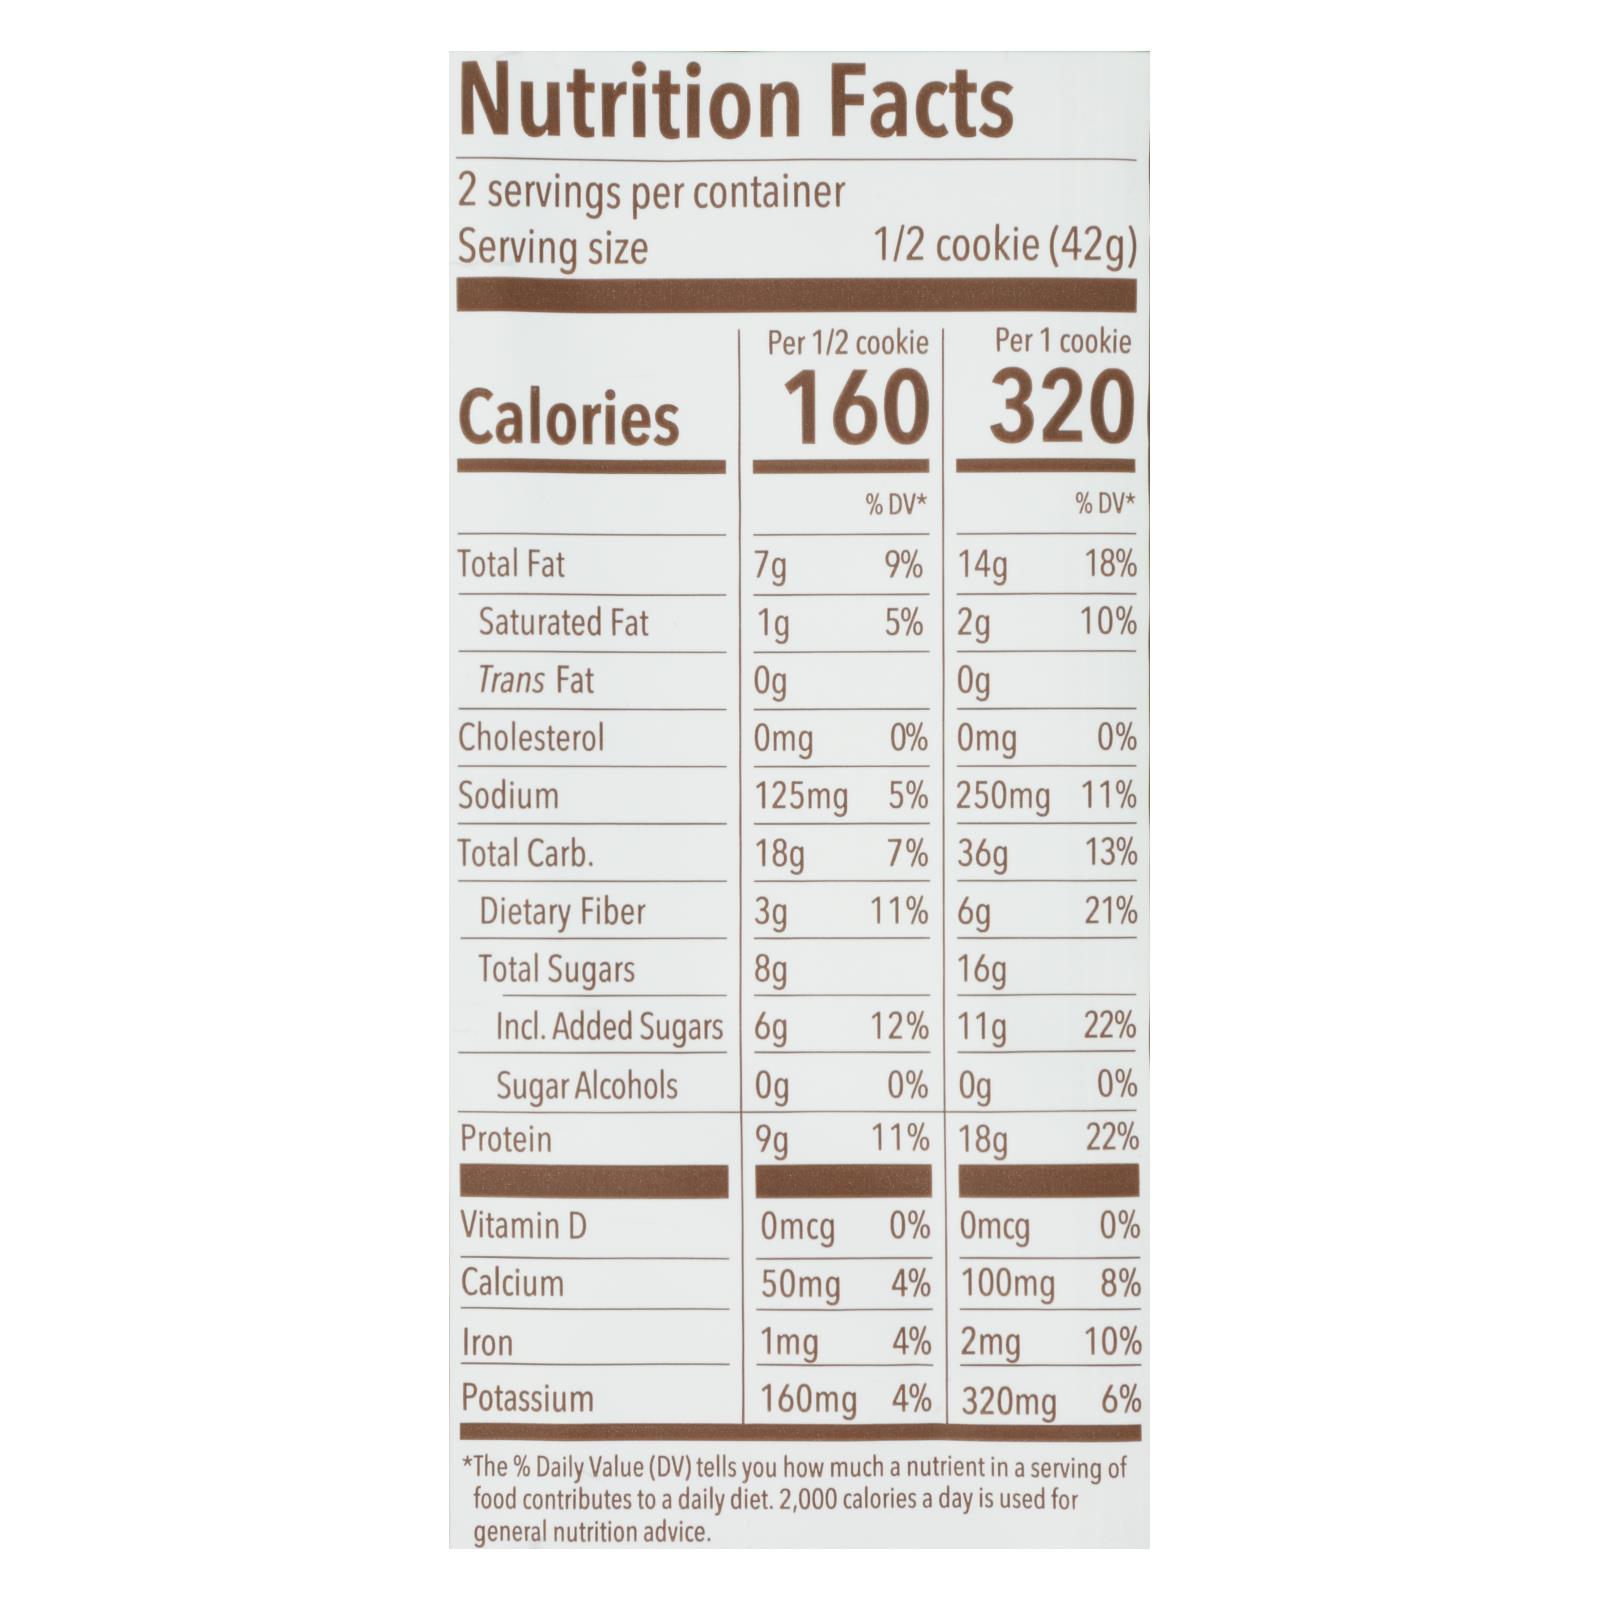 Nutrition Facts
2 servings per container
Serving size 1/2 cookie (42g)
Per 1/2 cookie Per 1 cookie
Calories 160 320
% DV* % DV*
Total Fat 7g 9% 14g 18%
Saturated Fat 1g 5% 2g 10%
Trans Fat 0g 0g
Cholesterol 0mg 0% 0mg 0%
Sodium 125mg 5% 250mg 11%
Total Carb. 18g 7% 36g 13%
Dietary Fiber 3g 11% 6g 21%
Total Sugars 8g 16g
Incl. Added Sugars 6g 12% 11g 22%
Sugar Alcohols 0g 0% 0g 0%
Protein 9g 11% 18g 22%
Vitamin D 0mcg 0% 0mcg 0%
Calcium 50mg 4% 100mg 8%
Iron 1mg 4% 2mg 10%
Potassium 160mg 4% 320mg 6%
*The % Daily Value (DV) tells you how much a nutrient in a serving of
food contributes to a daily diet. 2,000 calories a day is used for
general nutrition advice.